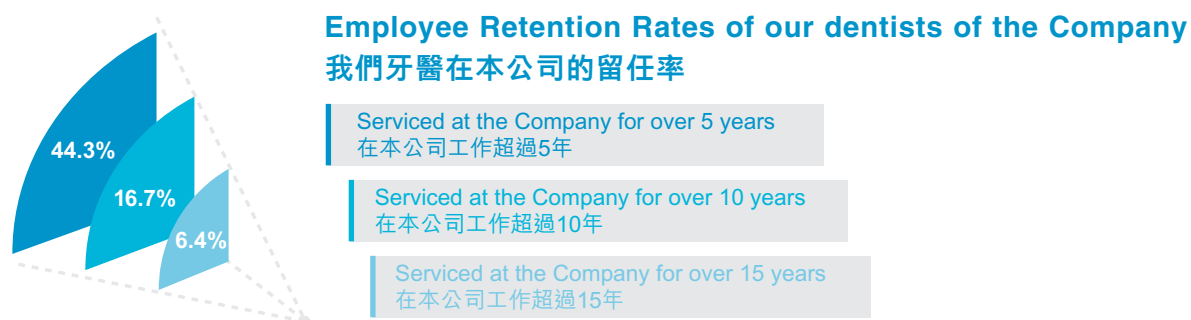 Employee Retention Rates of our dentists of the Company
我們牙醫在本公司的留任率
44.3%
16.7%
6.4%
Serviced at the Company for over 5 years
在本公司工作超過5年
Serviced at the Company for over 10 years
在本公司工作超過10年
Serviced at the Company for over 15 years
在本公司工作超過15年